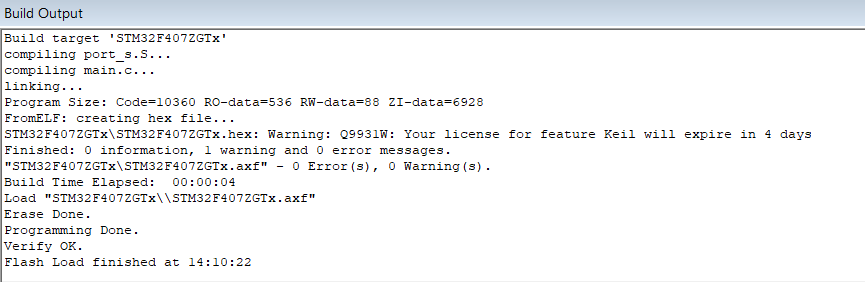 Build Output
Build target 'STM32F407ZGTx'
compiling port_s.S...
compiling main.c...
linking...
Program Size: Code=10360 RO-data=536 RW-data=88 ZI-data=6928
FromELF: creating hex file...
STM32F407ZGTx\STM32F407ZGTx.hex: Warning: Q9931W: Your license for feature Keil will expire in 4 days
Finished: 0 information, 1 warning and 0 error messages.
"STM32F407ZGTx\STM32F407ZGTx.axf" - 0 Error(s), 0 Warning(s).
Build Time Elapsed:  00:00:04
Load "STM32F407ZGTx\\STM32F407ZGTx.axf"
Erase Done.
Programming Done.
Verify OK.
Flash Load finished at 14:10:22